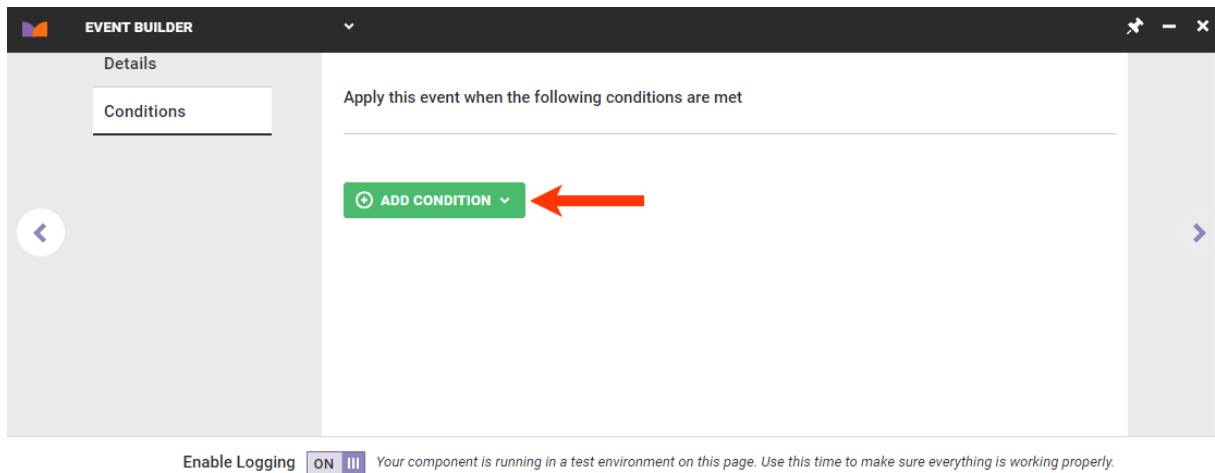 EVENT BUILDER
Details
Conditions
Apply this event when the following conditions are met
ADD CONDITION
Enable Logging ON Your component is running in a test environment on this page. Use this time to make sure everything is working properly.